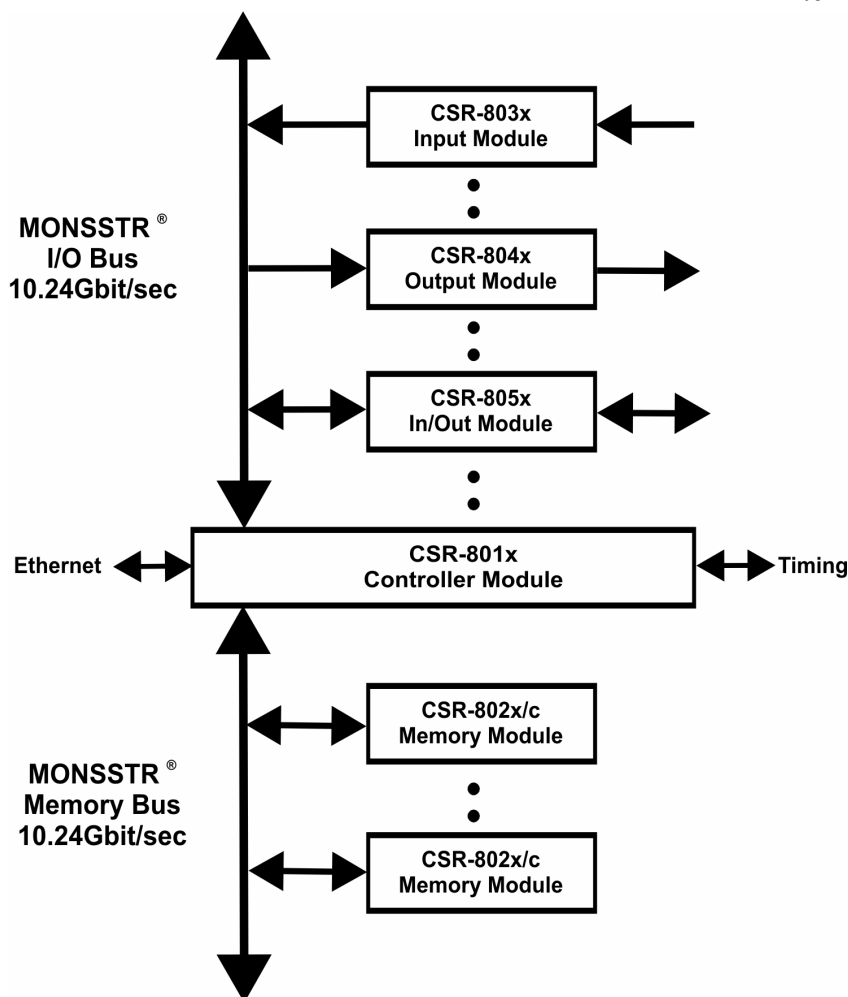 CSR-803x
Input Module
MONSSTR ®
I/O Bus
10.24Gbit/sec
CSR-804x
Output Module
CSR-805x
In/Out Module
Ethernet
CSR-801x
Controller Module
Timing
CSR-802x/c
Memory Module
MONSSTR ®
Memory Bus
10.24Gbit/sec
CSR-802x/c
Memory Module